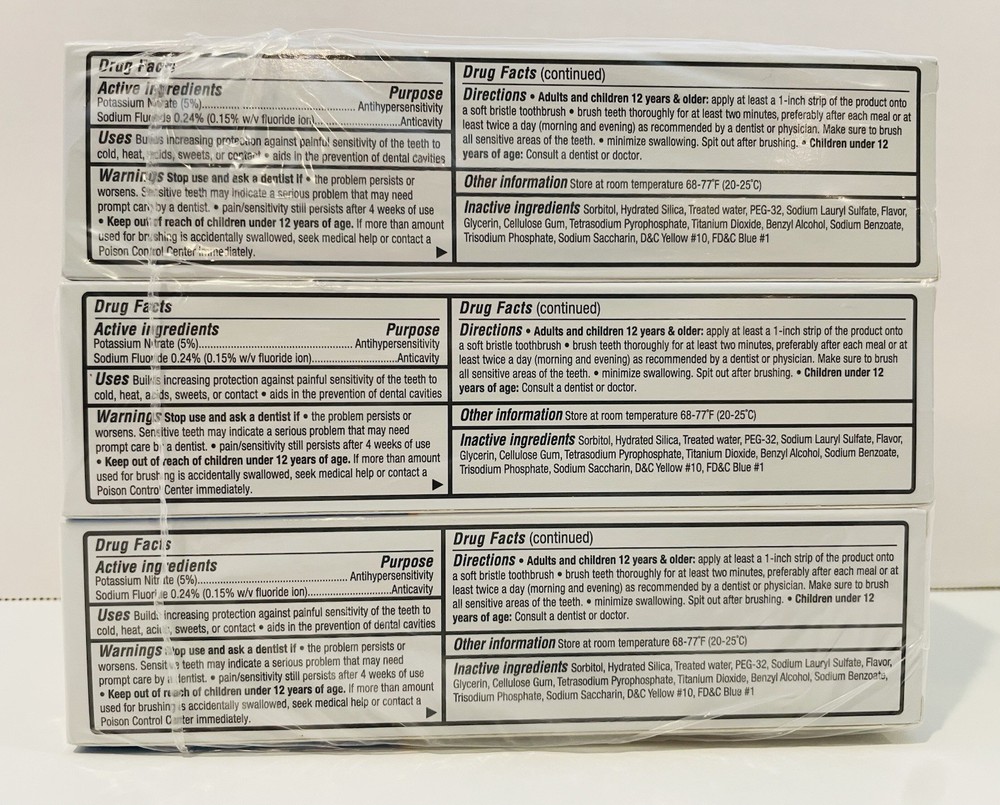 Drug Facts
Active ingredients Purpose
Potassium Nitrate (5%)........................................ Antihypersensitivity
Sodium Fluoride 0.24% (0.15% w/v fluoride ion)........................Anticavity
Uses Builds increasing protection against painful sensitivity of the teeth to
cold, heat, acids, sweets, or contact • aids in the prevention of dental cavities
Warnings Stop use and ask a dentist if • the problem persists or
worsens. Sensitive teeth may indicate a serious problem that may need
prompt care by a dentist. • pain/sensitivity still persists after 4 weeks of use
• Keep out of reach of children under 12 years of age. If more than amount
used for brushing is accidentally swallowed, seek medical help or contact a
Poison Control Center immediately.
Drug Facts (continued)
Directions • Adults and children 12 years & older: apply at least a 1-inch strip of the product onto
a soft bristle toothbrush • brush teeth thoroughly for at least two minutes, preferably after each meal or at
least twice a day (morning and evening) as recommended by a dentist or physician. Make sure to brush
all sensitive areas of the teeth. • minimize swallowing. Spit out after brushing. • Children under 12
years of age: Consult a dentist or doctor.
Other information Store at room temperature 68-77°F (20-25°C)
Inactive ingredients Sorbitol, Hydrated Silica, Treated water, PEG-32, Sodium Lauryl Sulfate, Flavor,
Glycerin, Cellulose Gum, Tetrasodium Pyrophosphate, Titanium Dioxide, Benzyl Alcohol, Sodium Benzoate,
Trisodium Phosphate, Sodium Saccharin, D&C Yellow #10, FD&C Blue #1
Drug Facts
Active ingredients Purpose
Potassium Nitrate (5%)........................................ Antihypersensitivity
Sodium Fluoride 0.24% (0.15% w/v fluoride ion)........................Anticavity
Uses Builds increasing protection against painful sensitivity of the teeth to
cold, heat, acids, sweets, or contact • aids in the prevention of dental cavities
Warnings Stop use and ask a dentist if • the problem persists or
worsens. Sensitive teeth may indicate a serious problem that may need
prompt care by a dentist. • pain/sensitivity still persists after 4 weeks of use
• Keep out of reach of children under 12 years of age. If more than amount
used for brushing is accidentally swallowed, seek medical help or contact a
Poison Control Center immediately.
Drug Facts (continued)
Directions • Adults and children 12 years & older: apply at least a 1-inch strip of the product onto
a soft bristle toothbrush • brush teeth thoroughly for at least two minutes, preferably after each meal or at
least twice a day (morning and evening) as recommended by a dentist or physician. Make sure to brush
all sensitive areas of the teeth. • minimize swallowing. Spit out after brushing. • Children under 12
years of age: Consult a dentist or doctor.
Other information Store at room temperature 68-77°F (20-25°C)
Inactive ingredients Sorbitol, Hydrated Silica, Treated water, PEG-32, Sodium Lauryl Sulfate, Flavor,
Glycerin, Cellulose Gum, Tetrasodium Pyrophosphate, Titanium Dioxide, Benzyl Alcohol, Sodium Benzoate,
Trisodium Phosphate, Sodium Saccharin, D&C Yellow #10, FD&C Blue #1
Drug Facts
Active ingredients Purpose
Potassium Nitrate (5%)........................................ Antihypersensitivity
Sodium Fluoride 0.24% (0.15% w/v fluoride ion)........................Anticavity
Uses Builds increasing protection against painful sensitivity of the teeth to
cold, heat, acids, sweets, or contact • aids in the prevention of dental cavities
Warnings Stop use and ask a dentist if • the problem persists or
worsens. Sensitive teeth may indicate a serious problem that may need
prompt care by a dentist. • pain/sensitivity still persists after 4 weeks of use
• Keep out of reach of children under 12 years of age. If more than amount
used for brushing is accidentally swallowed, seek medical help or contact a
Poison Control Center immediately.
Drug Facts (continued)
Directions • Adults and children 12 years & older: apply at least a 1-inch strip of the product onto
a soft bristle toothbrush • brush teeth thoroughly for at least two minutes, preferably after each meal or at
least twice a day (morning and evening) as recommended by a dentist or physician. Make sure to brush
all sensitive areas of the teeth. • minimize swallowing. Spit out after brushing. • Children under 12
years of age: Consult a dentist or doctor.
Other information Store at room temperature 68-77°F (20-25°C)
Inactive ingredients Sorbitol, Hydrated Silica, Treated water, PEG-32, Sodium Lauryl Sulfate, Flavor,
Glycerin, Cellulose Gum, Tetrasodium Pyrophosphate, Titanium Dioxide, Benzyl Alcohol, Sodium Benzoate,
Trisodium Phosphate, Sodium Saccharin, D&C Yellow #10, FD&C Blue #1